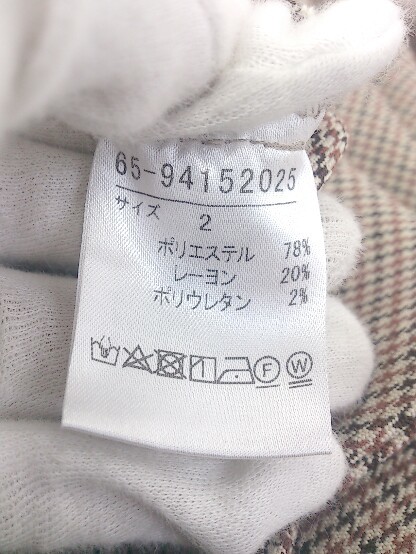 65-94152025
サイズ 2
ポリエステル 78%
レーヨン 20%
ポリウレタン 2%
F W